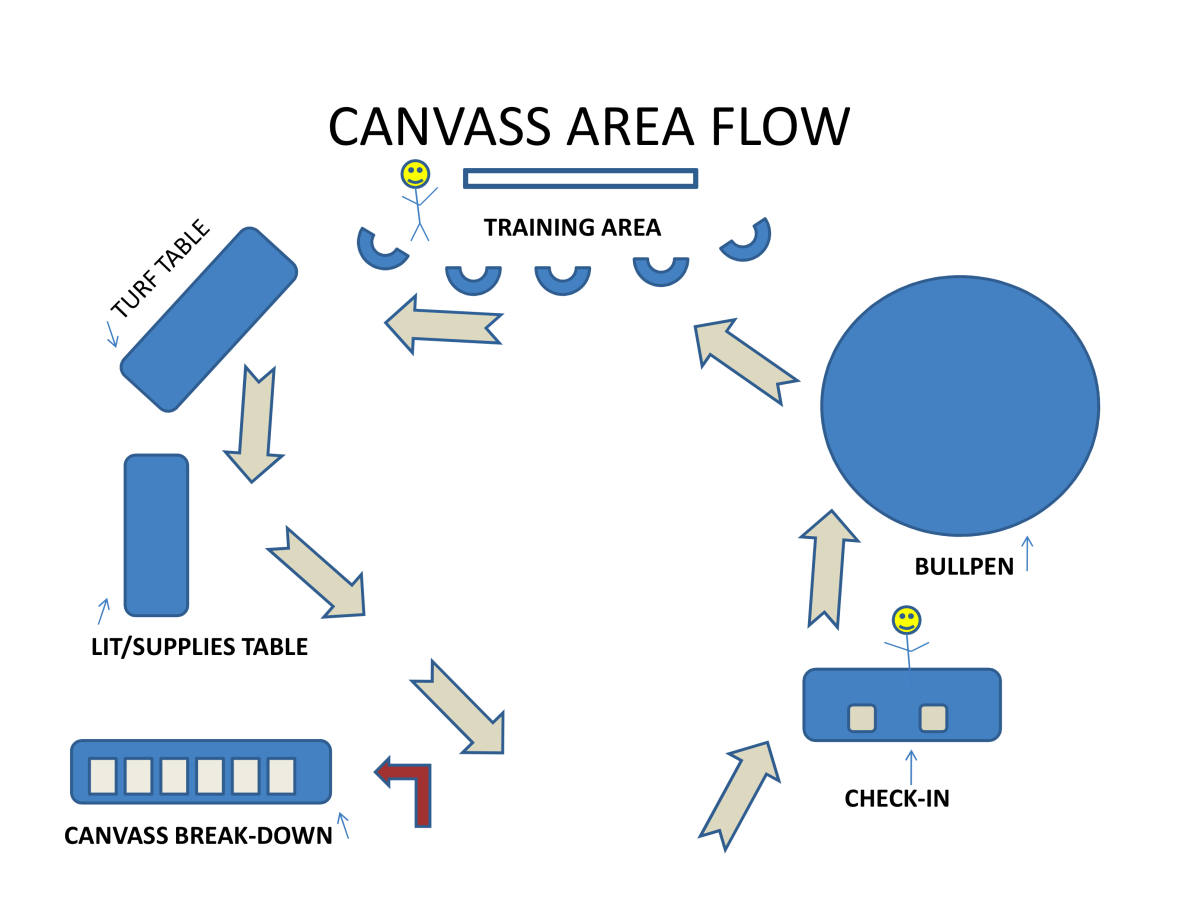 CANVASS AREA FLOW
TRAINING AREA
TURF TABLE
BULLPEN
LIT/SUPPLIES TABLE
CHECK-IN
CANVASS BREAK-DOWN